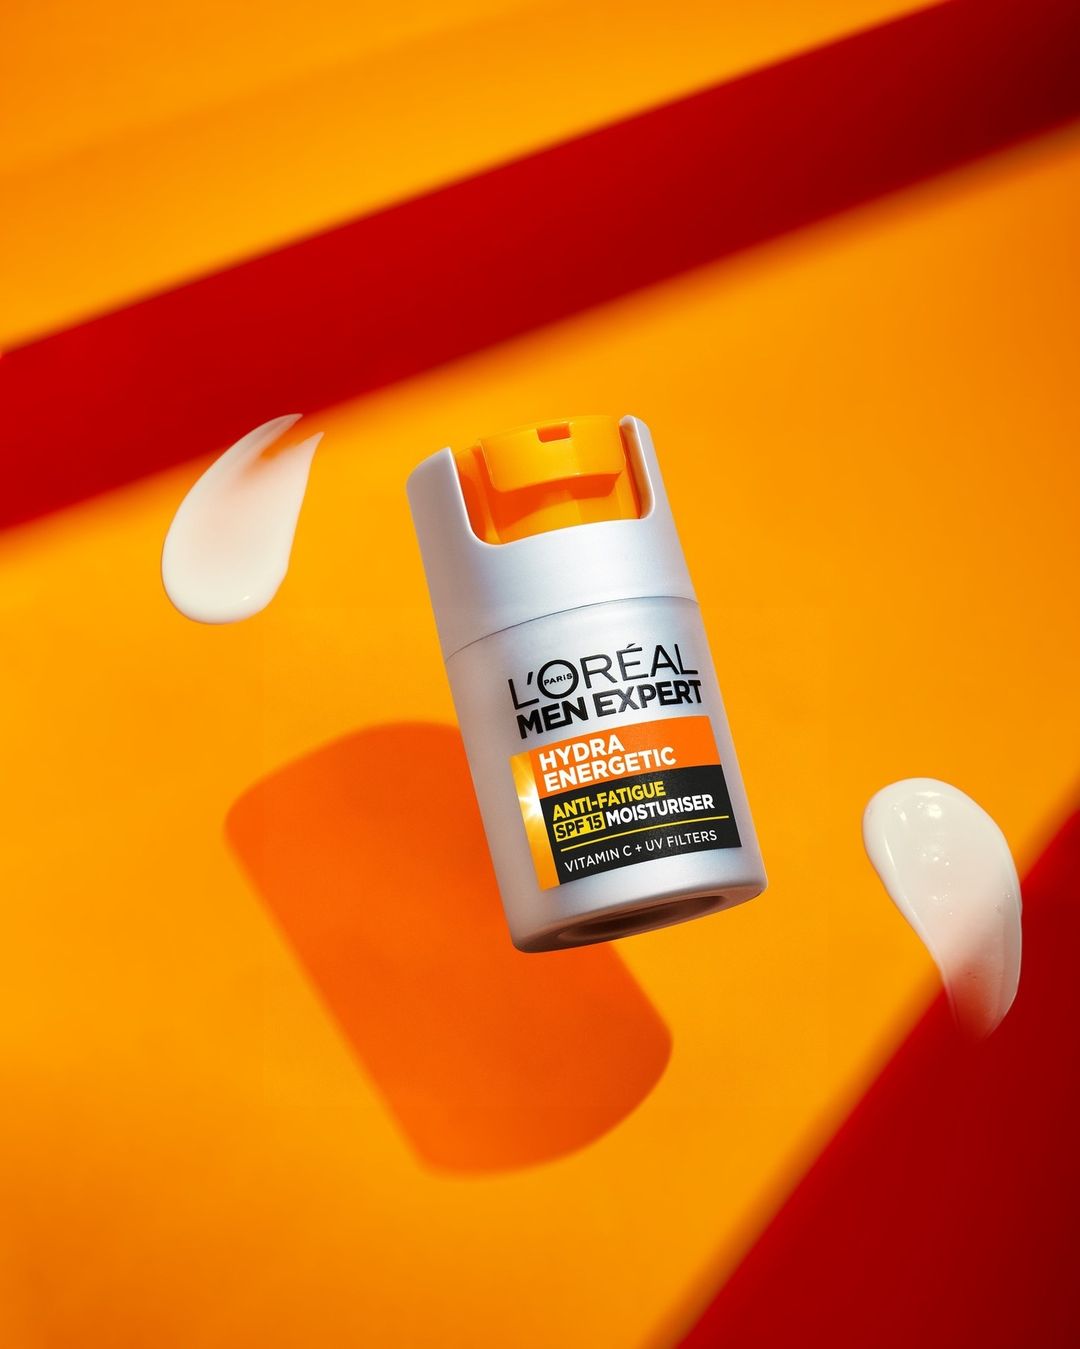 L'ORÉAL
PARIS
MEN EXPERT
HYDRA
ENERGETIC
ANTI-FATIGUE
SPF 15 MOISTURISER
VITAMIN C + UV FILTERS